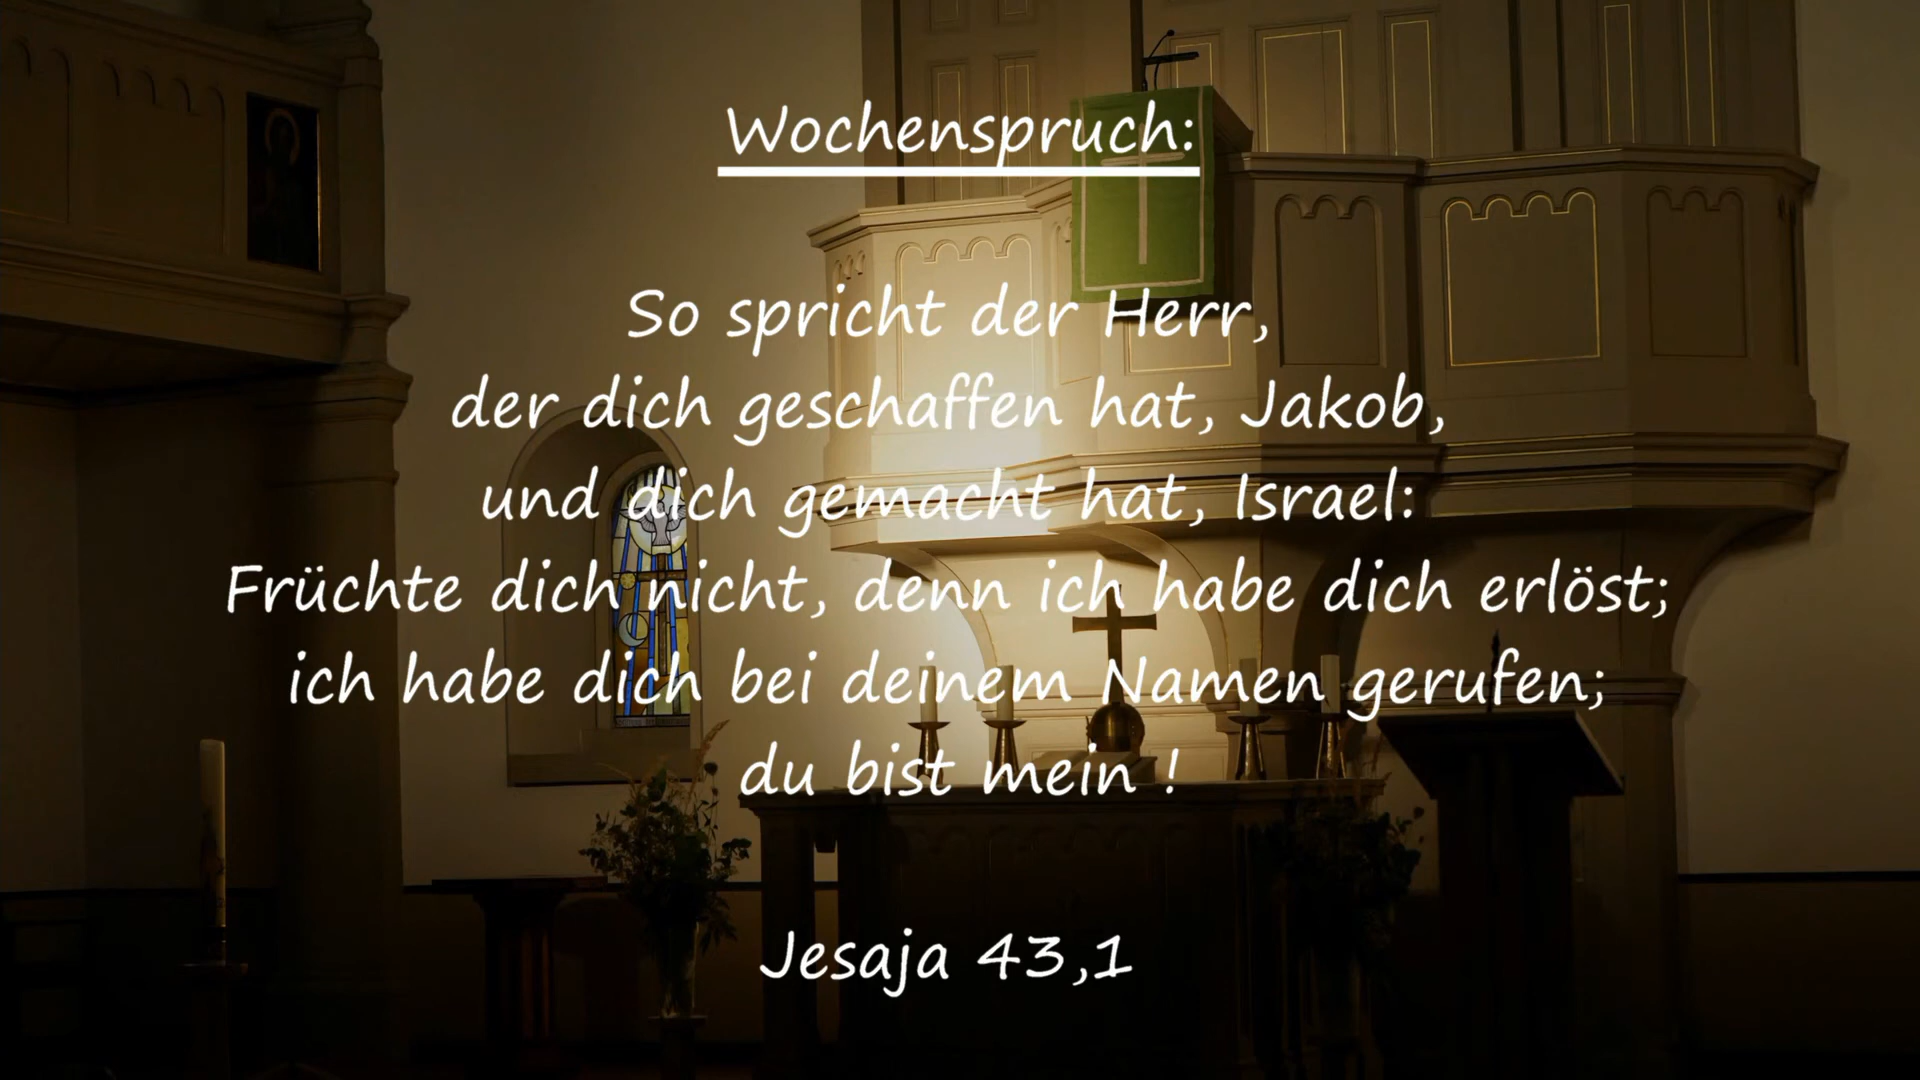 Wochenspruch:
So spricht der Herr,
der dich geschaffen hat, Jakob,
und dich gemacht hat, Israel:
Früchte dich nicht, denn ich habe dich erlöst;
ich habe dich bei deinem Namen gerufen;
du bist mein !
Jesaja 43,1